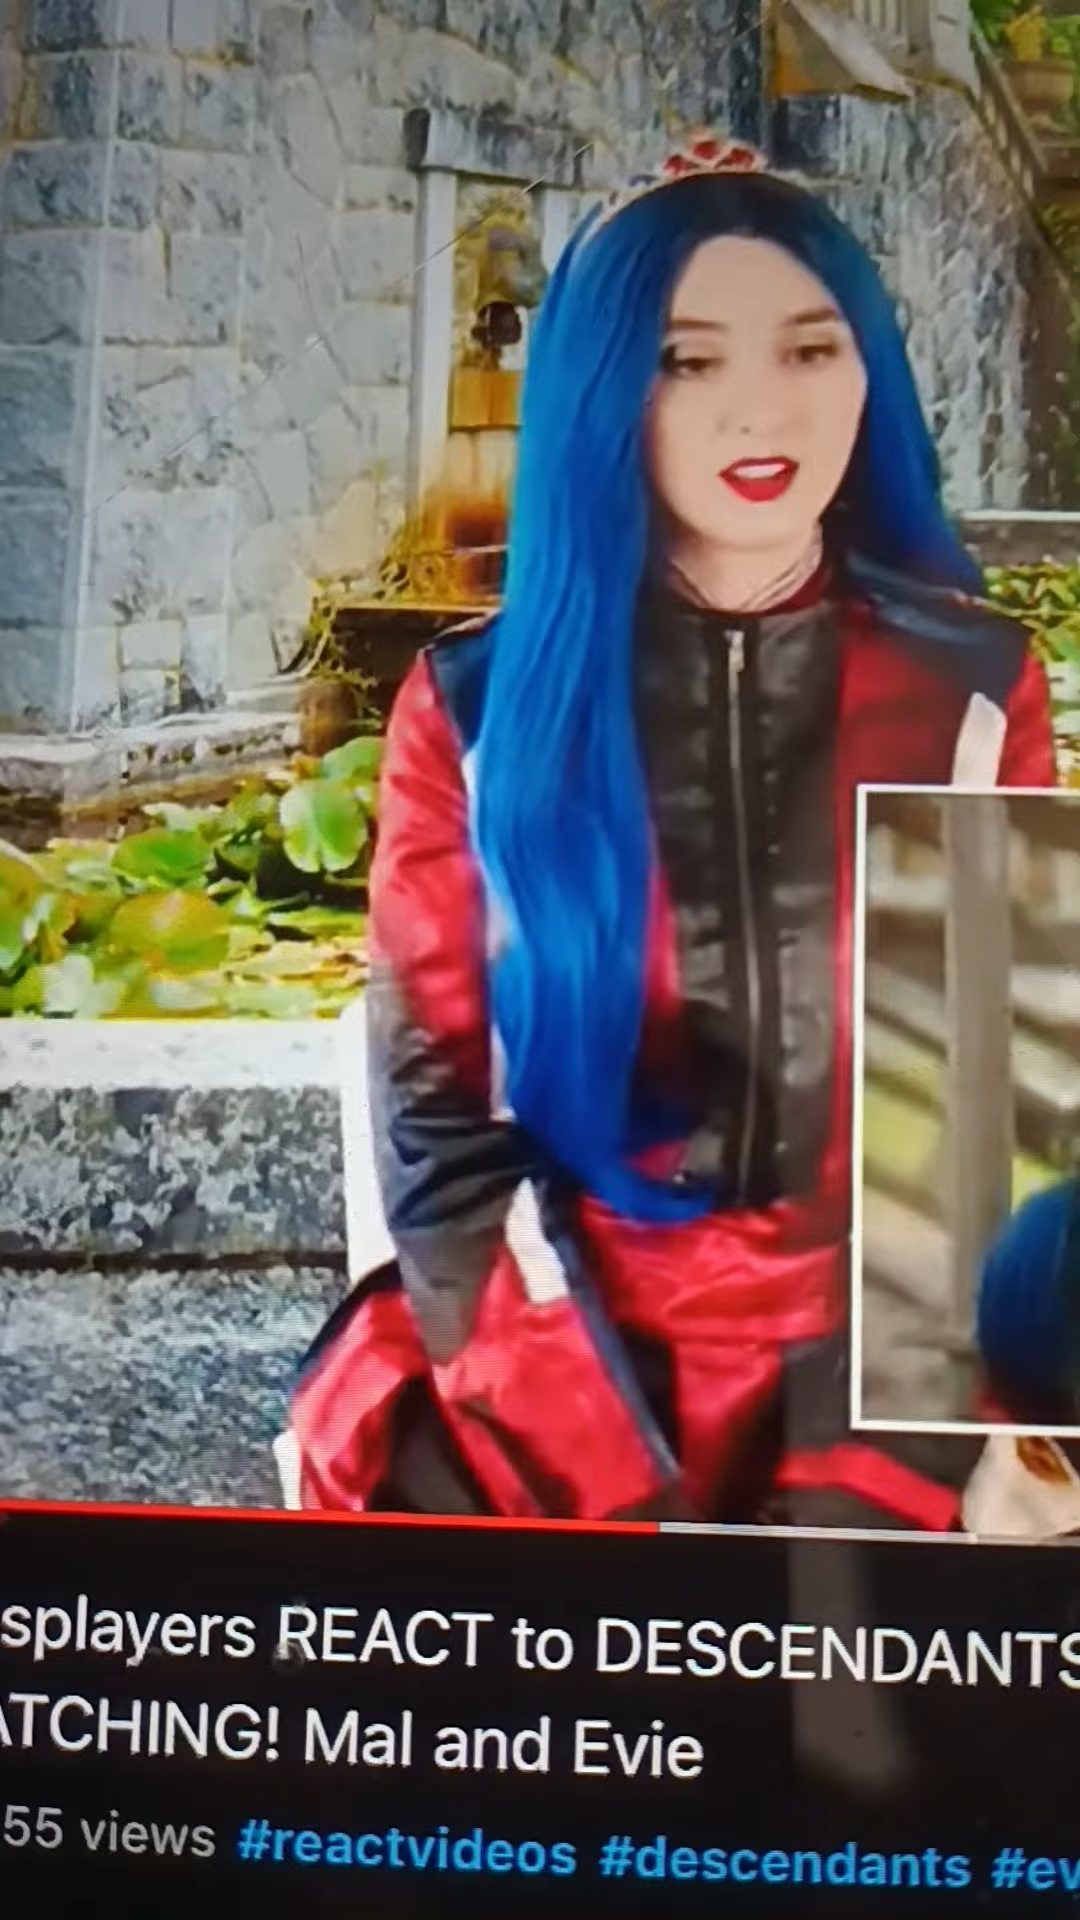 splayers REACT to DESCENDANTS
ATCHING! Mal and Evie
55 views #reactvideos #descendants #ev